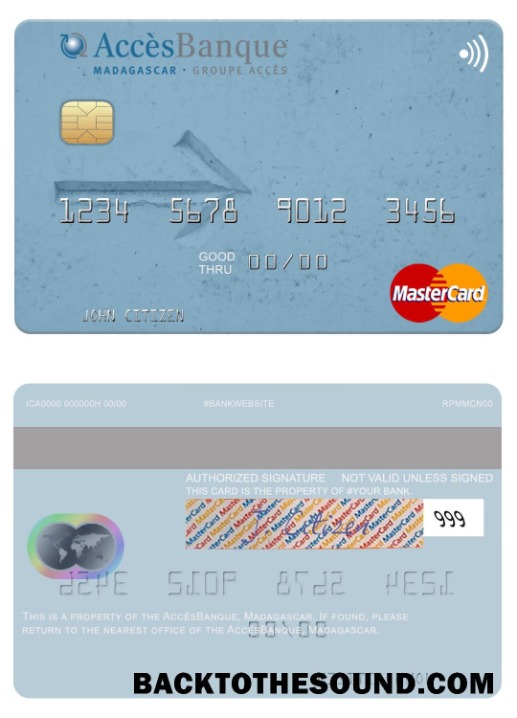 AccèsBanque
MADAGASCAR · GROUPE ACCÈS
1234 5678 9012 3456
GOOD THRU 00/00
MasterCard
JOHN CITIZEN
ICA0000 000000H 00/00 #BANKWEBSITE RPMMCN00
AUTHORIZED SIGNATURE NOT VALID UNLESS SIGNED
THIS CARD IS THE PROPERTY OF #YOUR BANK
MasterCard
999
THIS IS A PROPERTY OF THE ACCÈSBANQUE, MADAGASCAR. IF FOUND, PLEASE
RETURN TO THE NEAREST OFFICE OF THE ACCÈSBANQUE, MADAGASCAR.
BACKTOTHESOUND.COM